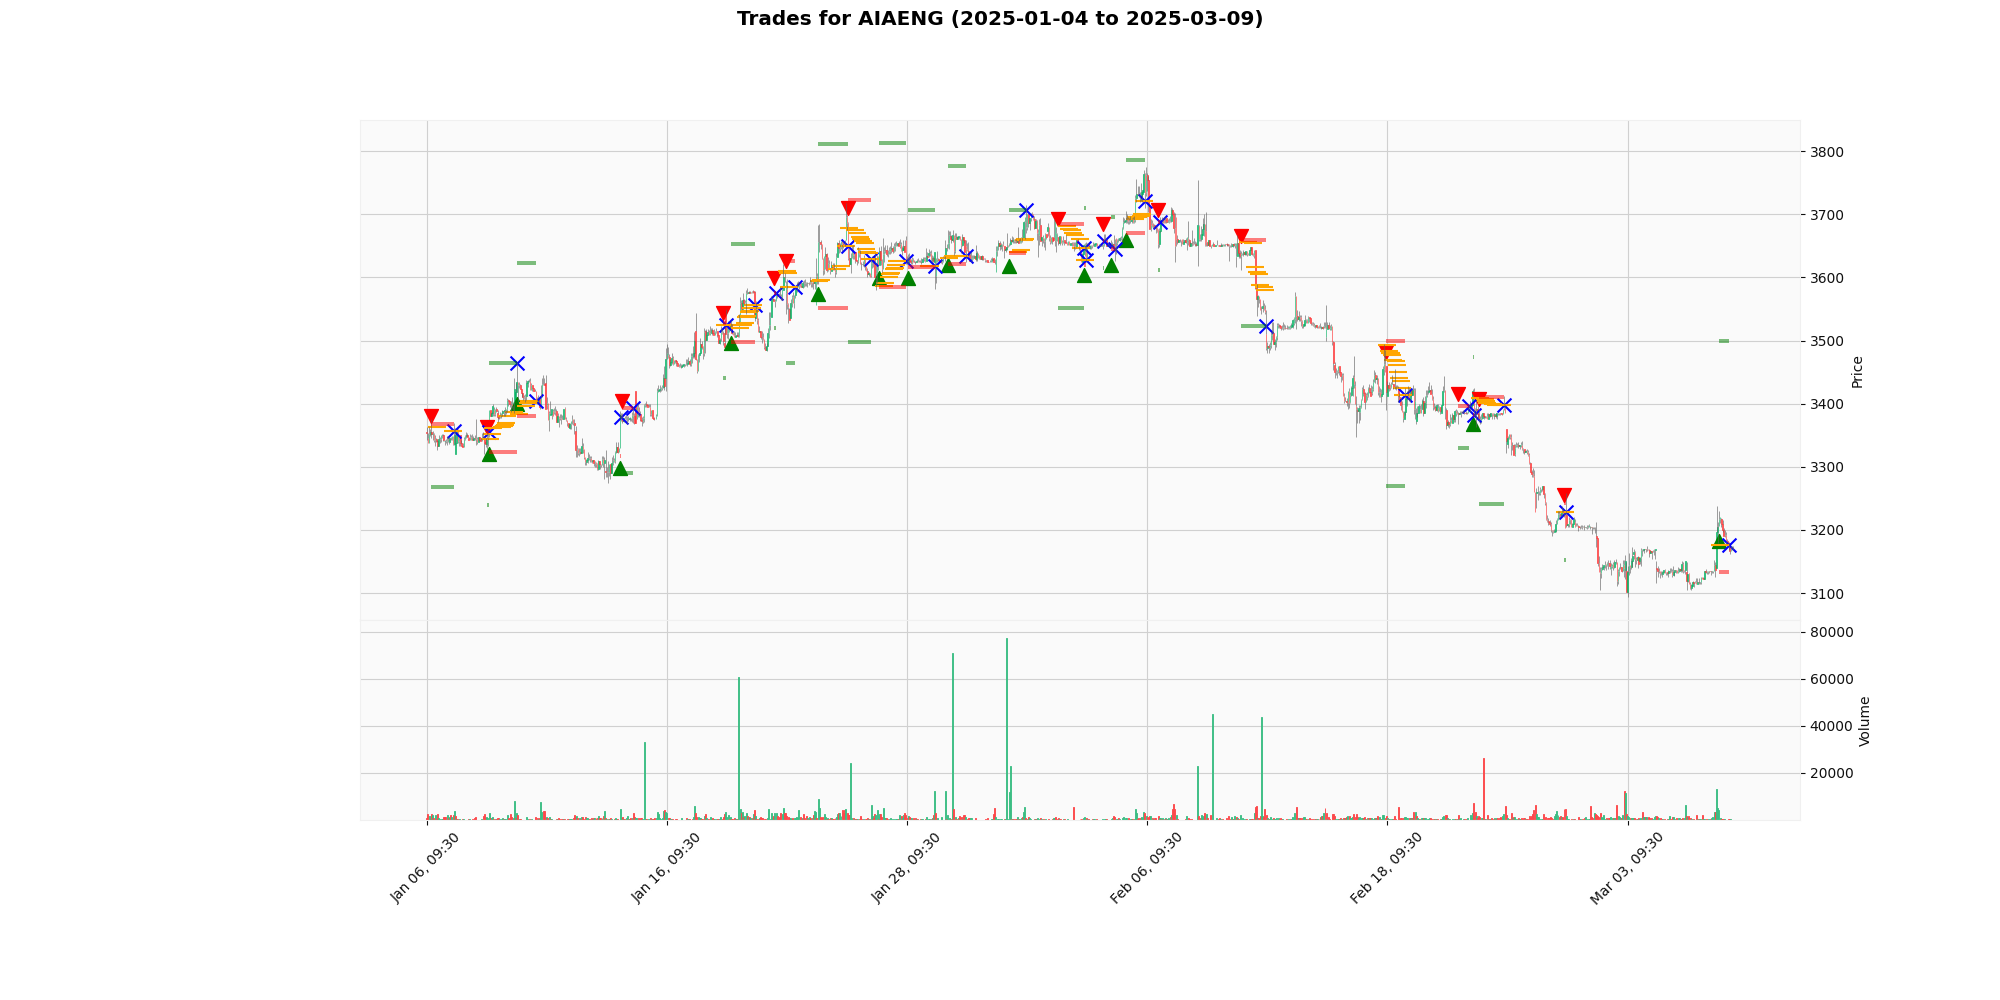 Trades for AIAENG (2025-01-04 to 2025-03-09)
3800
3700
3600
3500
3400
3300
3200
3100
Price
80000
60000
40000
20000
Volume
Jan 06, 09:30
Jan 16, 09:30
Jan 28, 09:30
Feb 06, 09:30
Feb 18, 09:30
Mar 03, 09:30